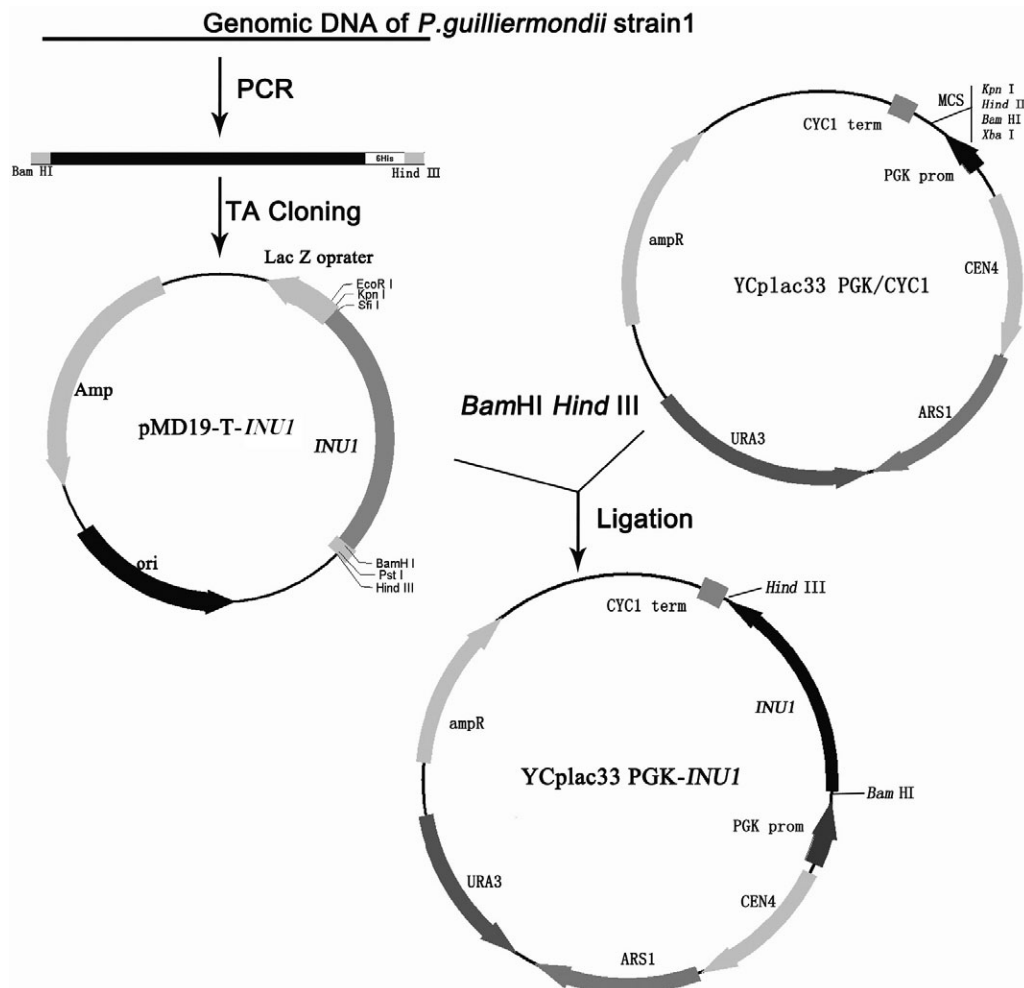 Genomic DNA of P.guilliermondii strain1
PCR
6His
Bam HI
Hind III
TA Cloning
Lac Z oprater
EcoR I
Kpn I
Sfi I
Amp
pMD19-T-INU1
INU1
ori
BamH I
Pst I
Hind III
CYC1 term
MCS
Kpn I
Hind II
Bam HI
Xba I
PGK prom
ampR
CEN4
YCplac33 PGK/CYC1
ARS1
URA3
BamHI Hind III
Ligation
CYC1 term
Hind III
INU1
ampR
YCplac33 PGK-INU1
Bam HI
PGK prom
URA3
CEN4
ARS1